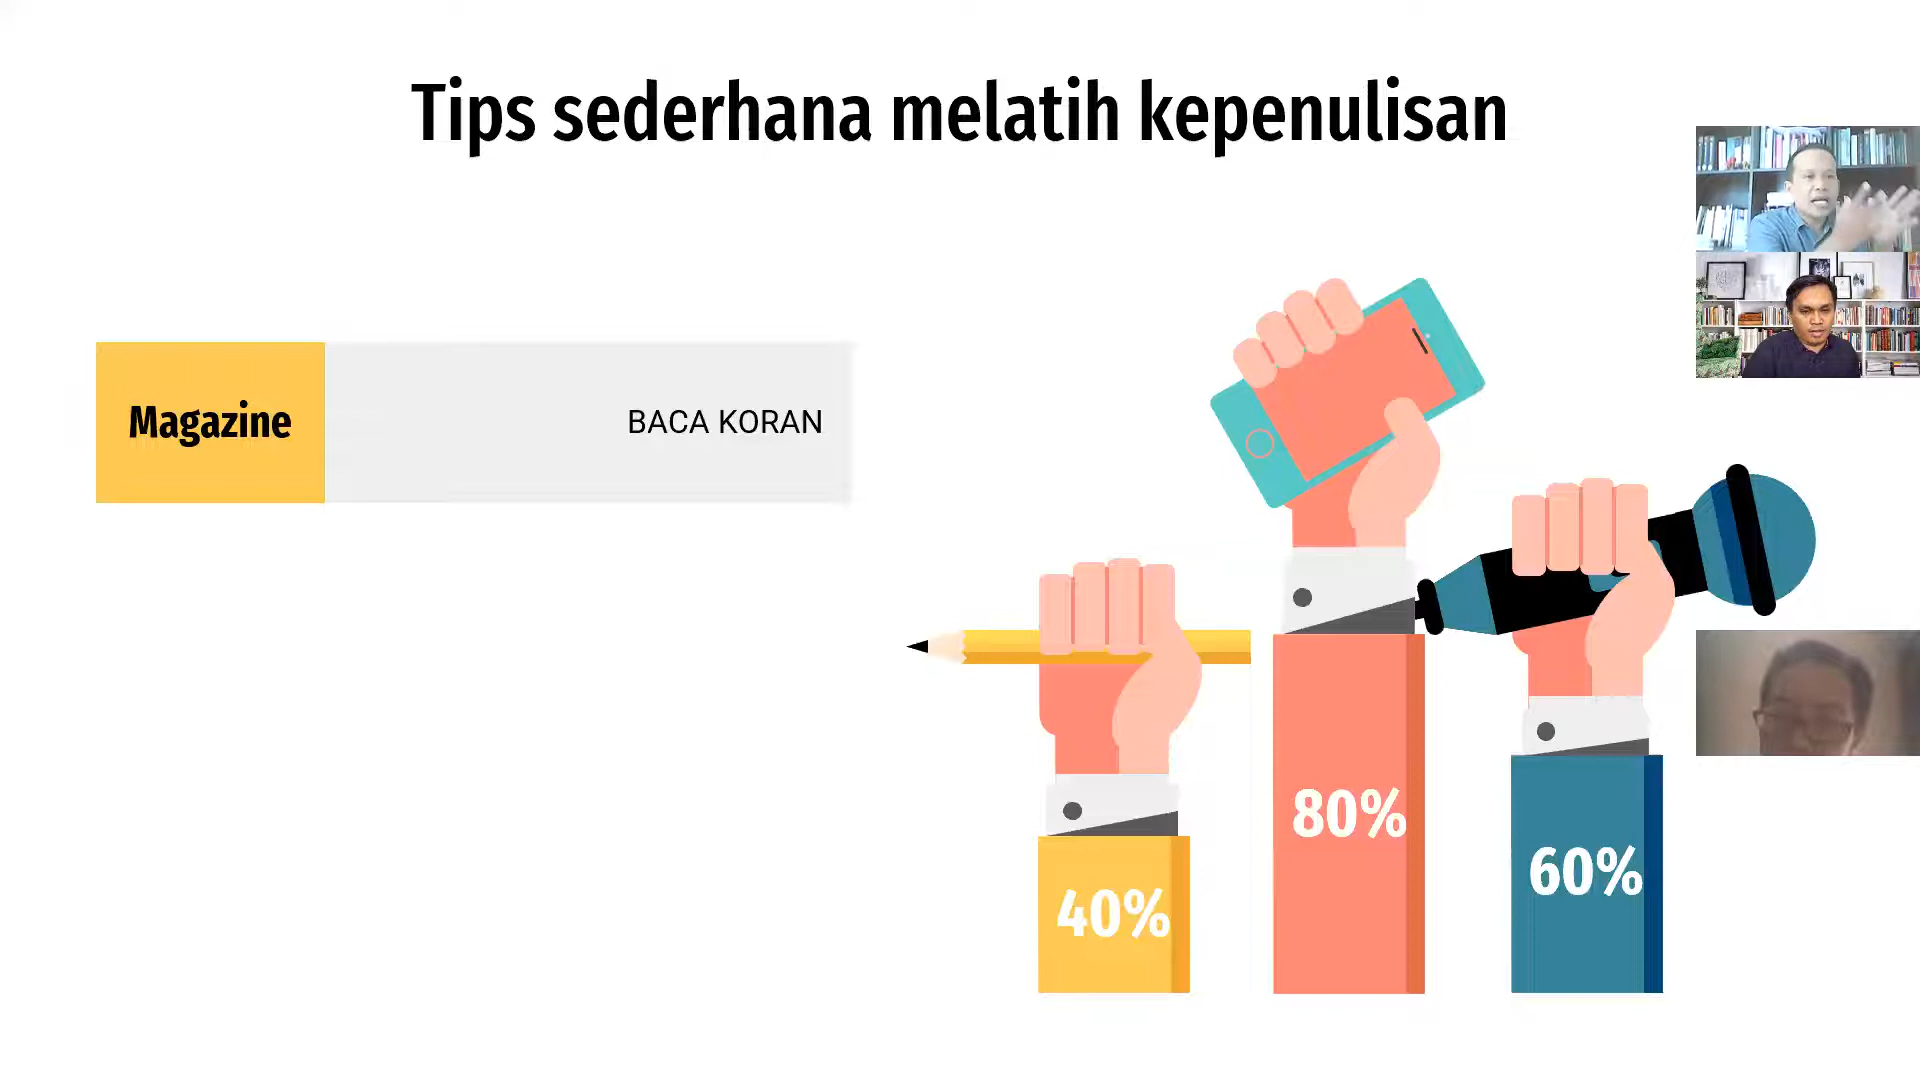 Tips sederhana melatih kepenulisan
Magazine
BACA KORAN
40%
80%
60%